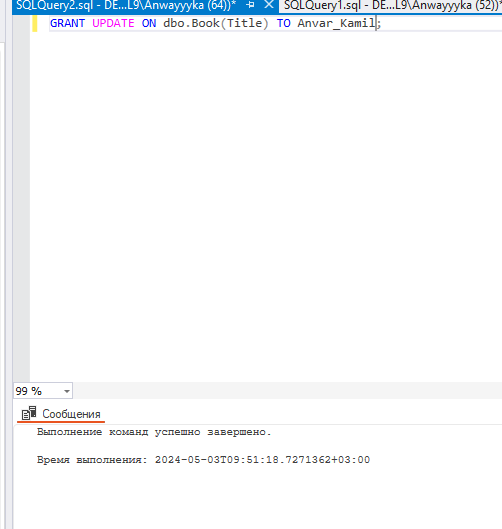 SQLQuery2.sql - DE...L9\Anwayyyka (64))*
SQLQuery1.sql - DE...L9\Anwayyyka (52))*
GRANT UPDATE ON dbo.Book(Title) TO Anvar_Kamil;
99 %
Сообщения
Выполнение команд успешно завершено.
Время выполнения: 2024-05-03T09:51:18.7271362+03:00